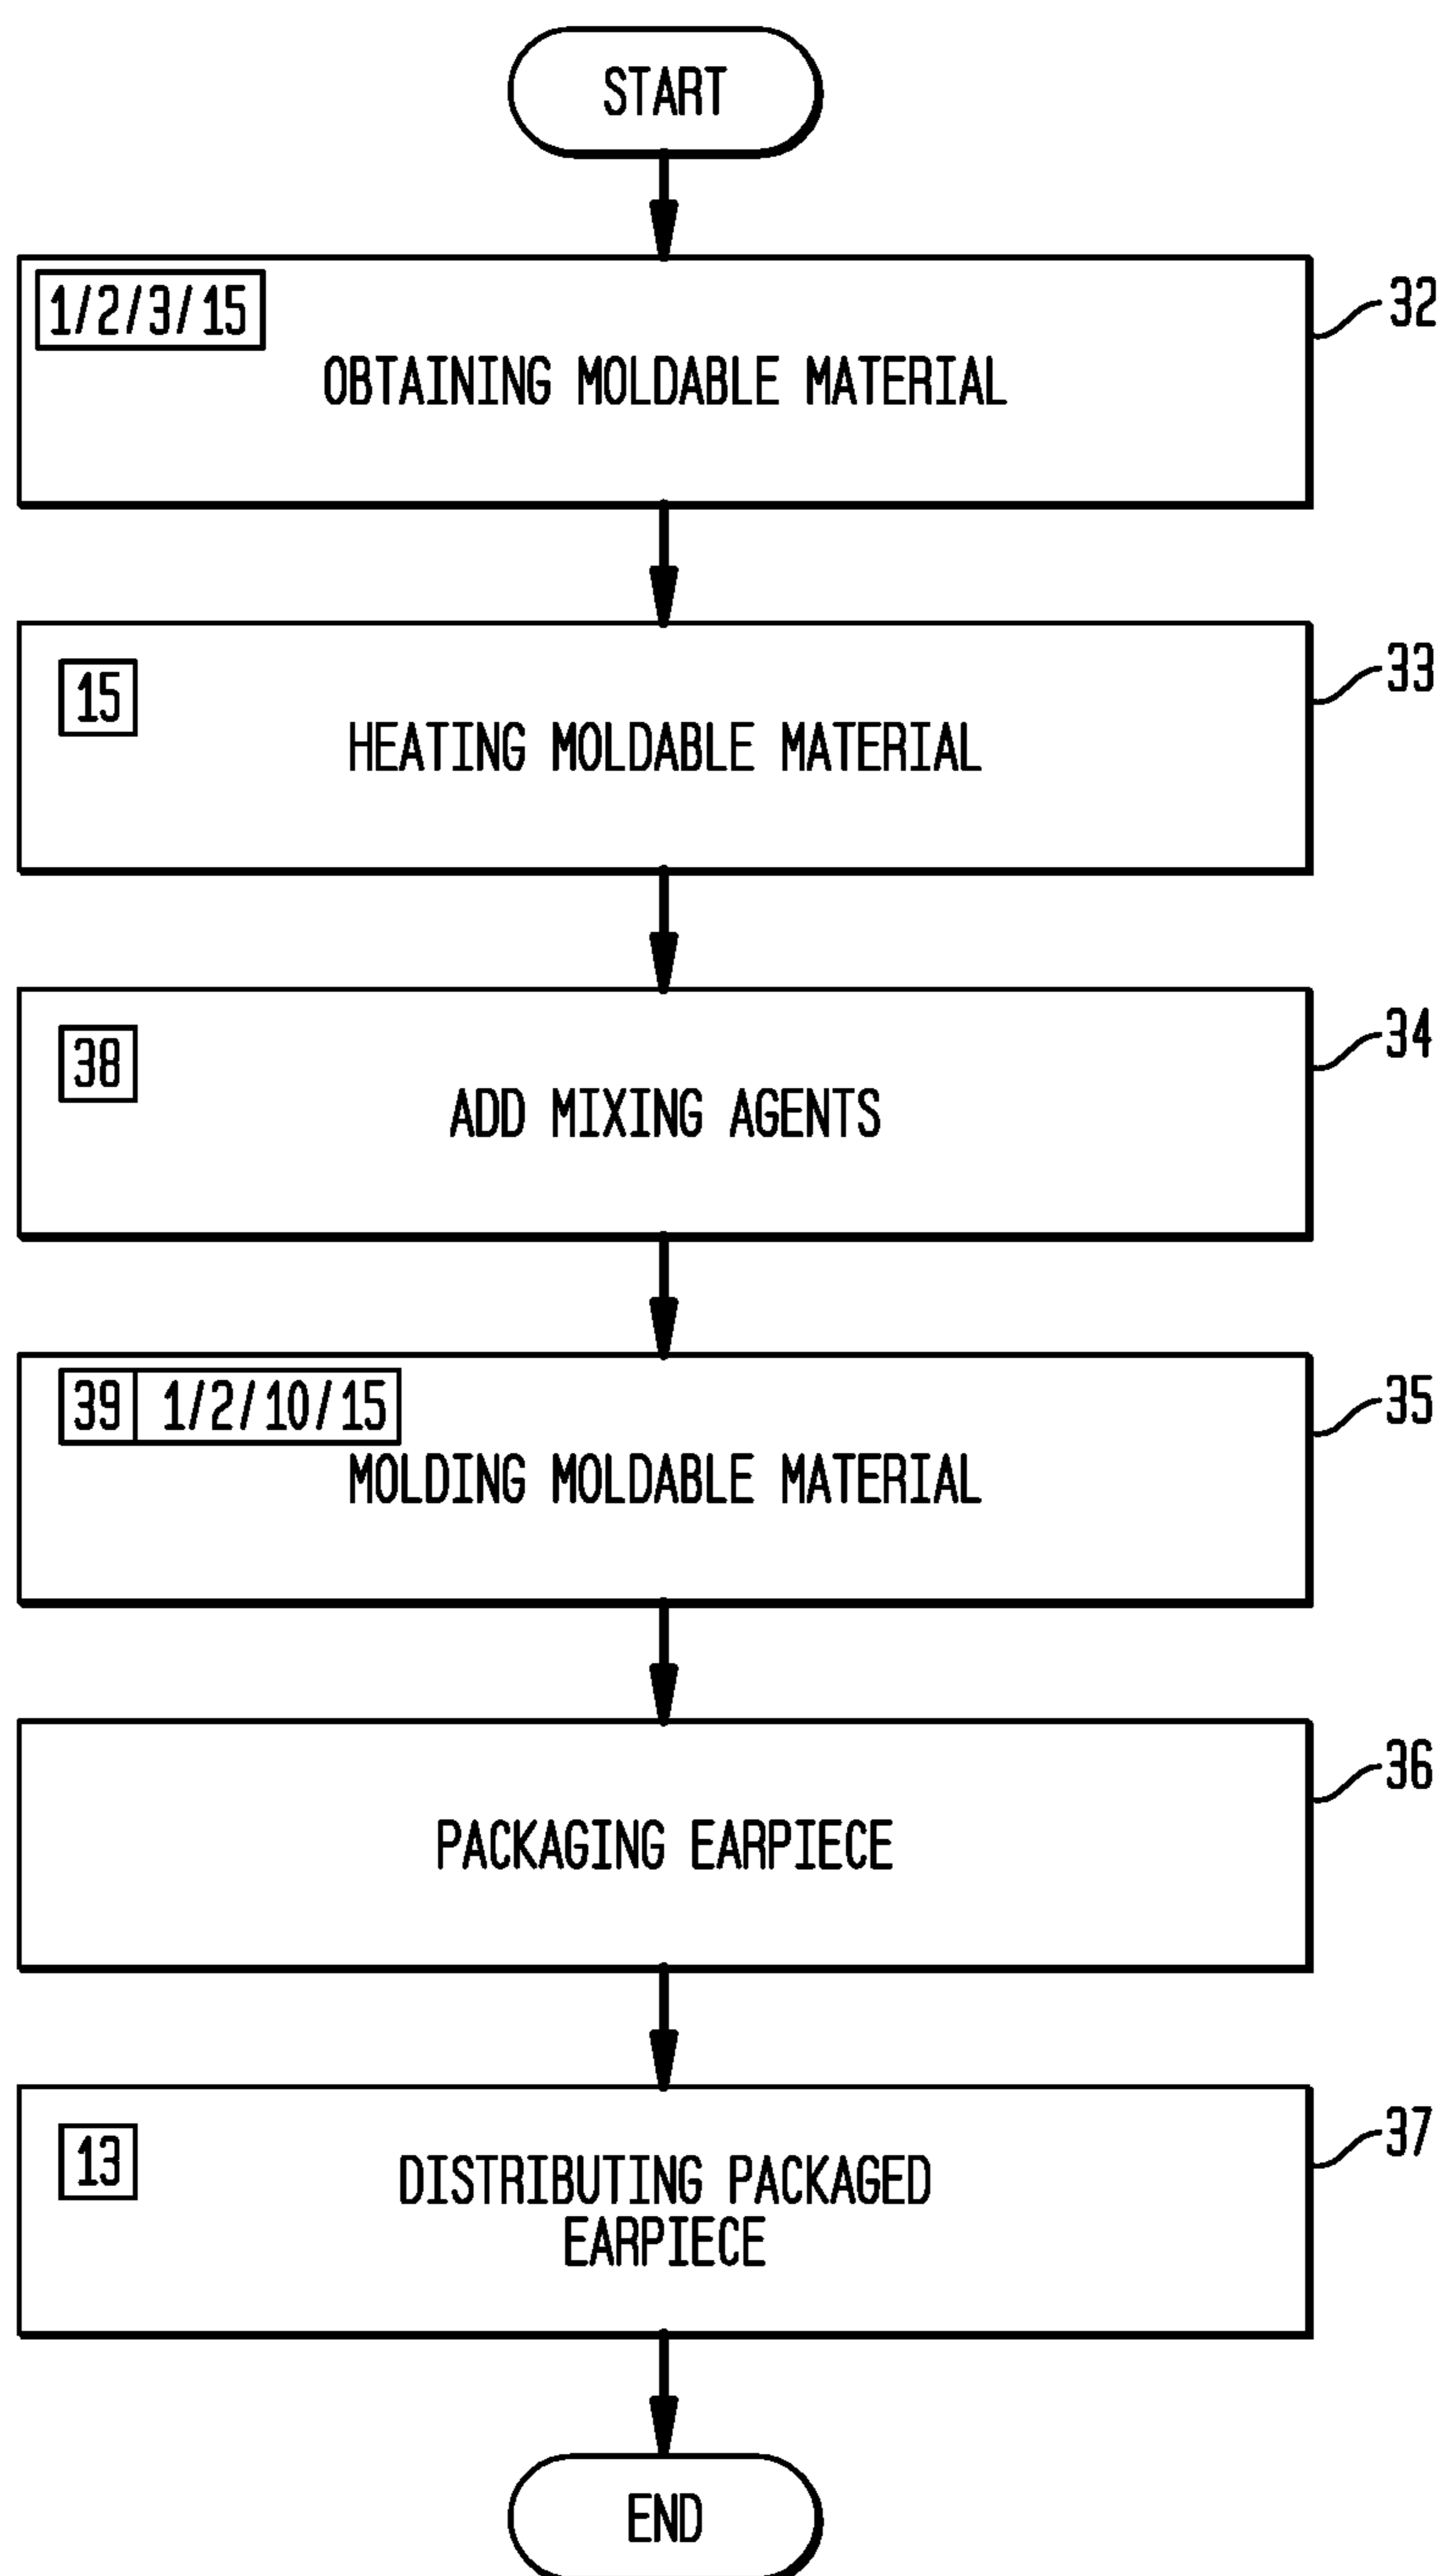 START
1/2/3/15
32
OBTAINING MOLDABLE MATERIAL
33
15
HEATING MOLDABLE MATERIAL
34
38
ADD MIXING AGENTS
39 1/2/10/15
35
MOLDING MOLDABLE MATERIAL
36
PACKAGING EARPIECE
37
13
DISTRIBUTING PACKAGED
EARPIECE
END